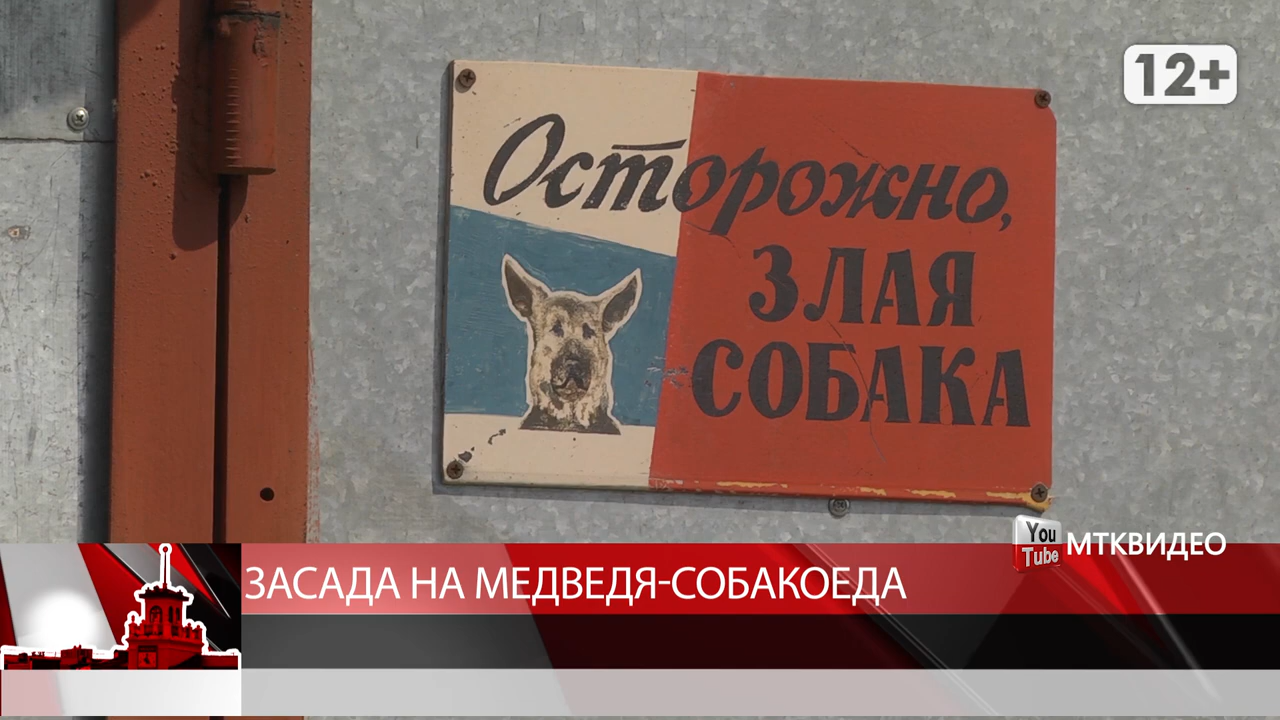 12+
Осторожно,
ЗЛАЯ
СОБАКА
You
Tube
МТКВИДЕО
ЗАСАДА НА МЕДВЕДЯ-СОБАКОЕДА